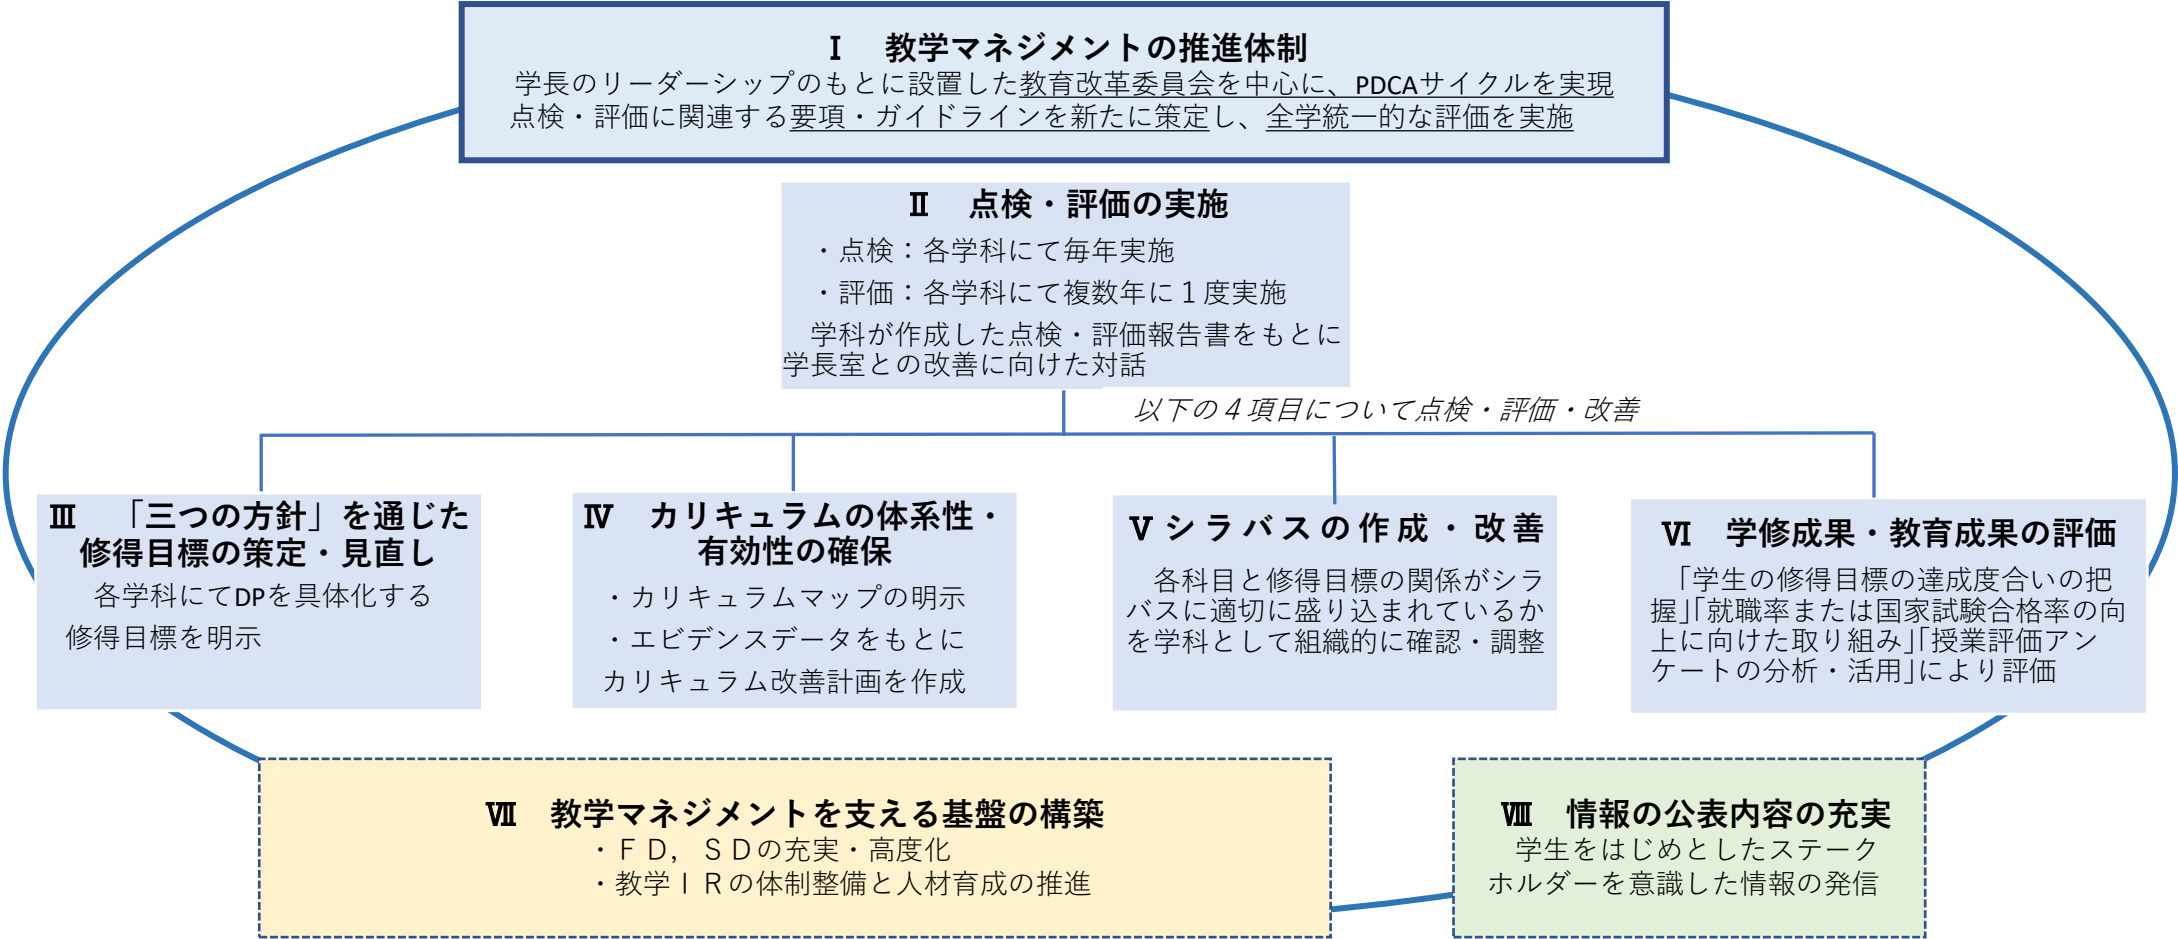 Ⅰ　教学マネジメントの推進体制
学長のリーダーシップのもとに設置した教育改革委員会を中心に、PDCAサイクルを実現
点検・評価に関連する要項・ガイドラインを新たに策定し、全学統一的な評価を実施
Ⅱ　点検・評価の実施
・点検：各学科にて毎年実施
・評価：各学科にて複数年に１度実施
学科が作成した点検・評価報告書をもとに
学長室との改善に向けた対話
以下の４項目について点検・評価・改善
Ⅲ　「三つの方針」を通じた
修得目標の策定・見直し
各学科にてDPを具体化する
修得目標を明示
Ⅳ　カリキュラムの体系性・
有効性の確保
・カリキュラムマップの明示
・エビデンスデータをもとに
カリキュラム改善計画を作成
Ⅴ シラバスの作成・改善
各科目と修得目標の関係がシラ
バスに適切に盛り込まれているか
を学科として組織的に確認・調整
Ⅵ　学修成果・教育成果の評価
「学生の修得目標の達成度合いの把
握」「就職率または国家試験合格率の向
上に向けた取り組み」「授業評価アン
ケートの分析・活用」により評価
Ⅶ　教学マネジメントを支える基盤の構築
・ＦＤ，ＳＤの充実・高度化
・教学ＩＲの体制整備と人材育成の推進
Ⅷ　情報の公表内容の充実
学生をはじめとしたステーク
ホルダーを意識した情報の発信